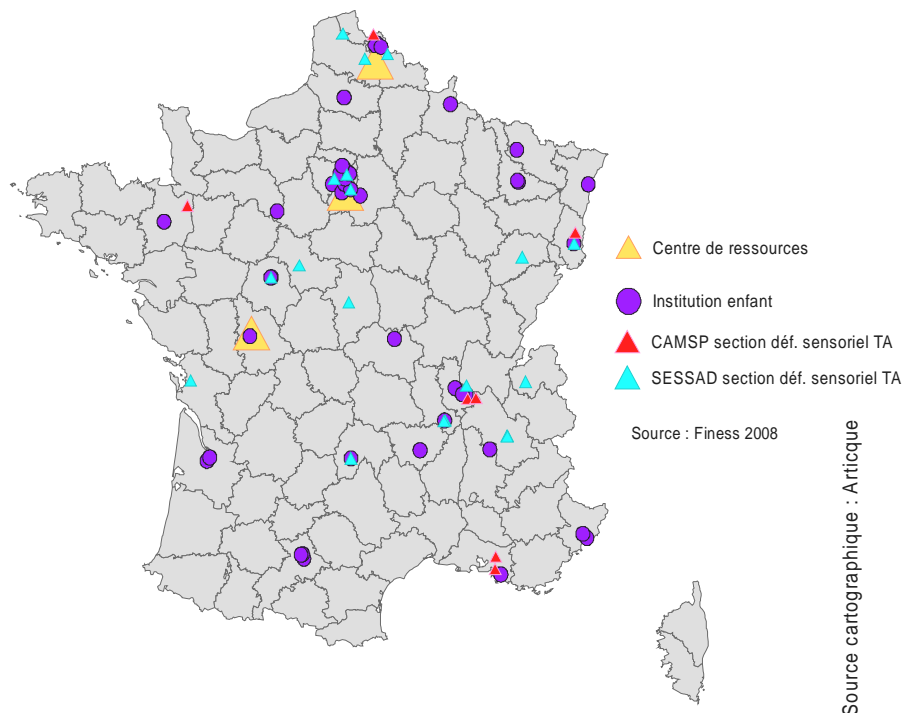 Centre de ressources
Institution enfant
CAMSP section déf. sensoriel TA
SESSAD section déf. sensoriel TA
Source : Finess 2008
Source cartographique : Articque